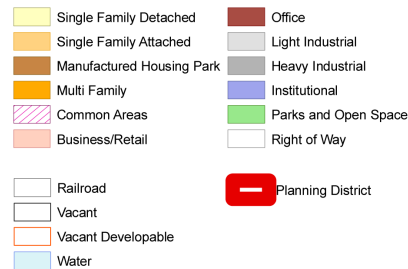 Single Family Detached
Single Family Attached
Manufactured Housing Park
Multi Family
Common Areas
Business/Retail
Office
Light Industrial
Heavy Industrial
Institutional
Parks and Open Space
Right of Way
Railroad
Vacant
Vacant Developable
Water
Planning District